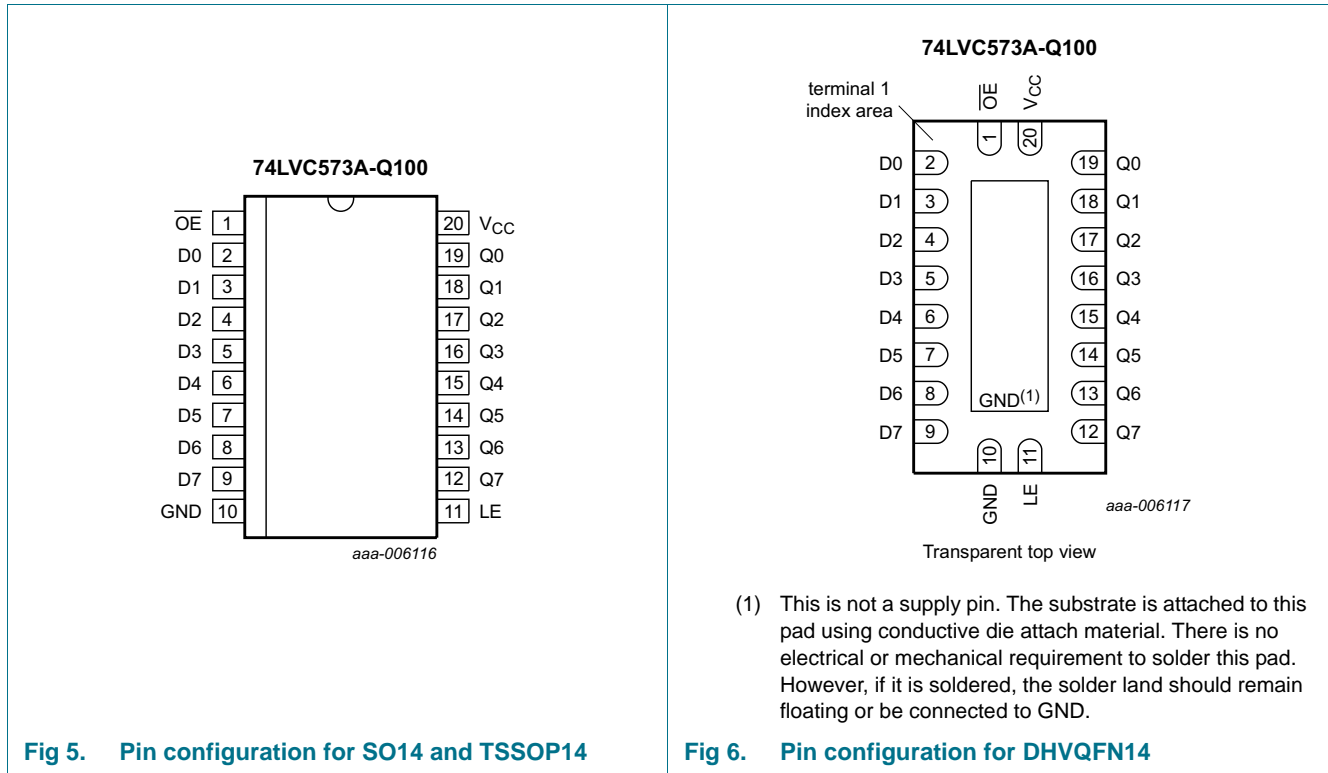 74LVC573A-Q100
OE 1
20 VCC
D0 2
19 Q0
D1 3
18 Q1
D2 4
17 Q2
D3 5
16 Q3
D4 6
15 Q4
D5 7
14 Q5
D6 8
13 Q6
D7 9
12 Q7
GND 10
11 LE
aaa-006116
Fig 5. Pin configuration for SO14 and TSSOP14
74LVC573A-Q100
terminal 1
index area
OE
VCC
1
20
D0 2
19 Q0
D1 3
18 Q1
D2 4
17 Q2
D3 5
16 Q3
D4 6
15 Q4
D5 7
14 Q5
D6 8
GND(1)
13 Q6
D7 9
12 Q7
10
11
GND
LE
aaa-006117
Transparent top view
(1) This is not a supply pin. The substrate is attached to this
pad using conductive die attach material. There is no
electrical or mechanical requirement to solder this pad.
However, if it is soldered, the solder land should remain
floating or be connected to GND.
Fig 6. Pin configuration for DHVQFN14